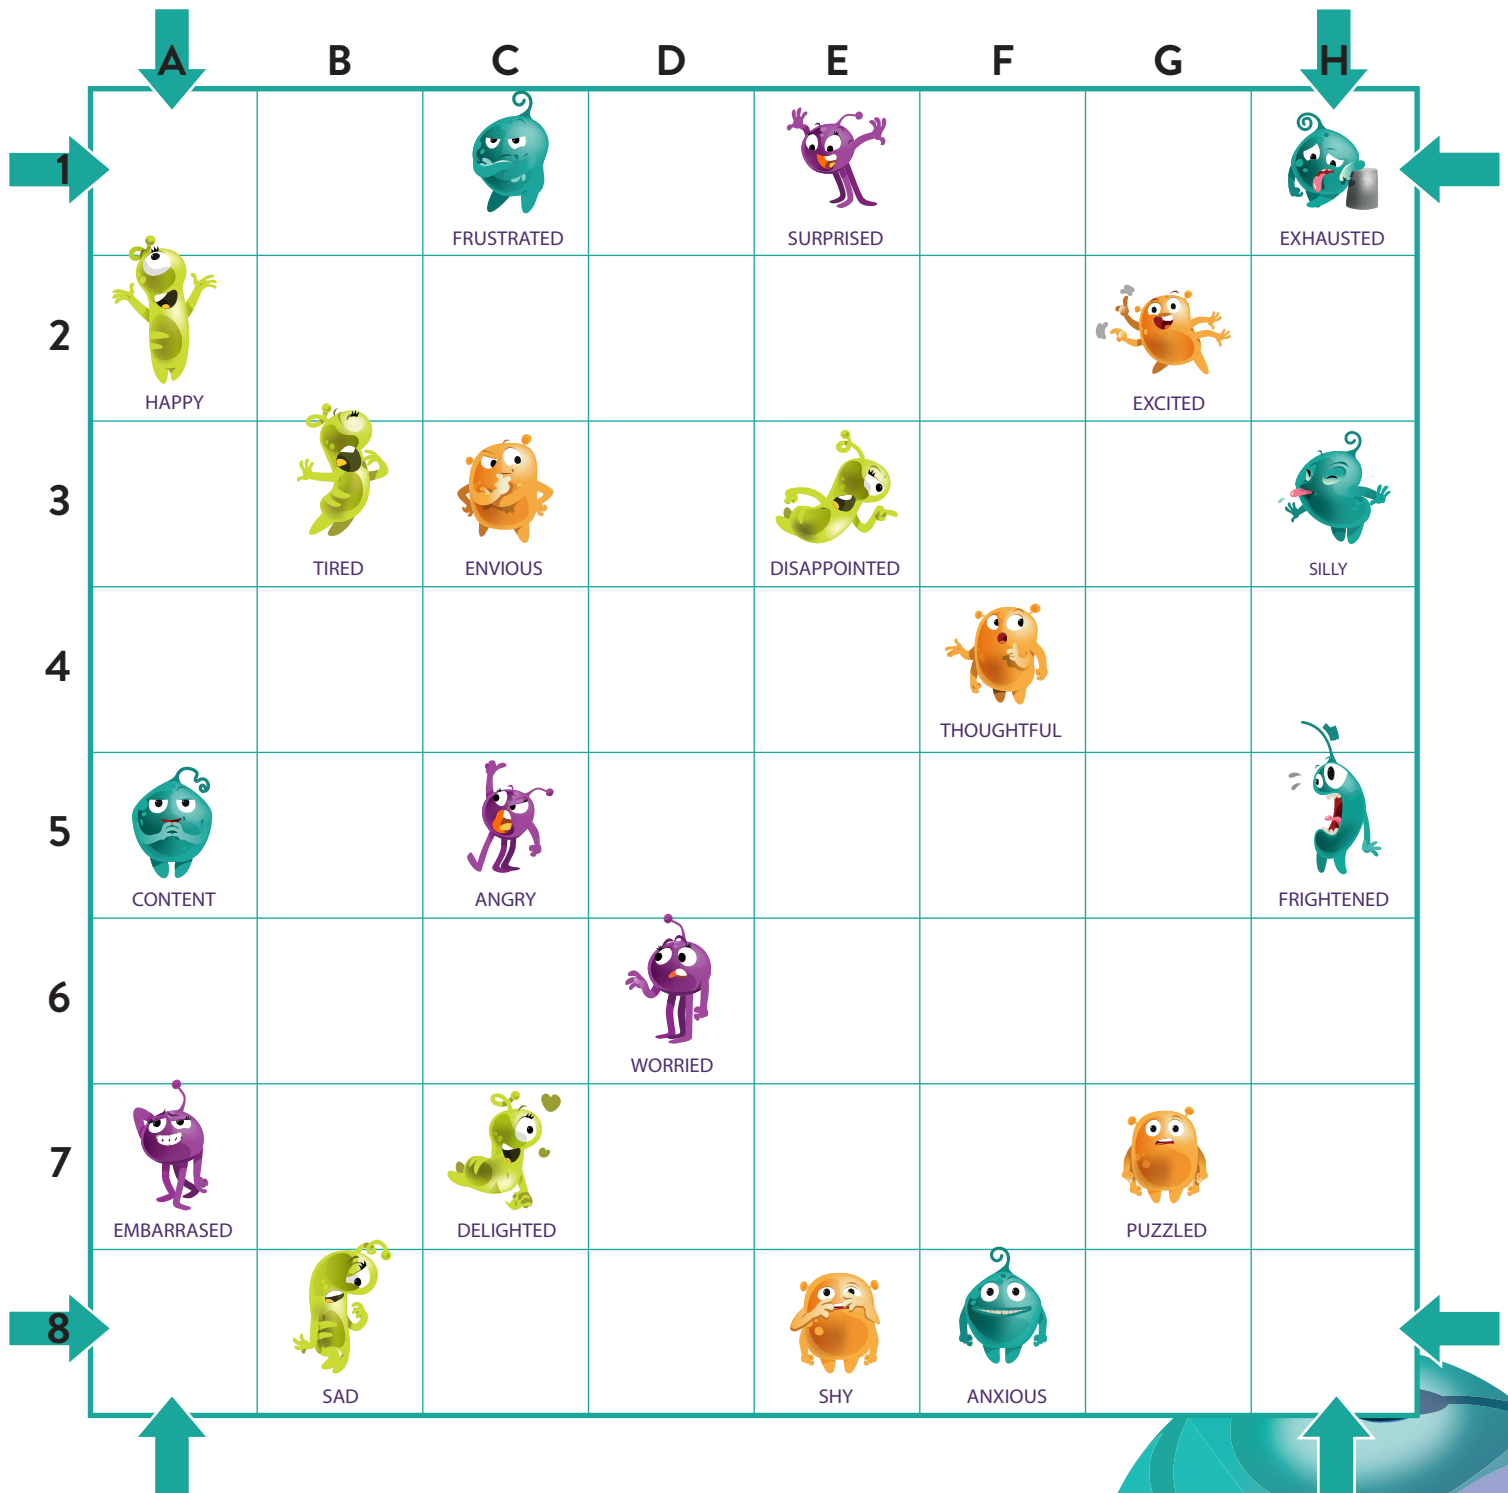 A B C D E F G H
1
FRUSTRATED SURPRISED EXHAUSTED
2
HAPPY EXCITED
3
TIRED ENVIOUS DISAPPOINTED SILLY
4
THOUGHTFUL
5
CONTENT ANGRY FRIGHTENED
6
WORRIED
7
EMBARRASED DELIGHTED PUZZLED
8
SAD SHY ANXIOUS